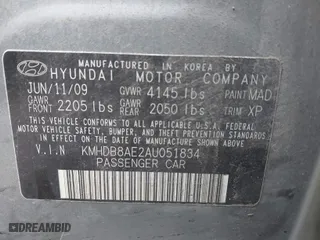 MANUFACTURED IN KOREA BY
HYUNDAI MOTOR COMPANY
JUN/11/09 GVWR 4145 lbs PAINT MAD
GAWR FRONT 2205 lbs GAWR REAR 2050 lbs TRIM XP
THIS VEHICLE CONFORMS TO ALL APPLICABLE U.S. FEDERAL MOTOR
VEHICLE SAFETY, BUMPER, AND THEFT PREVENTION STANDARDS
IN EFFECT ON THE DATE OF MANUFACTURE SHOWN ABOVE.
V.I.N KMHDB8AE2AU051834
PASSENGER CAR
DREAMBID